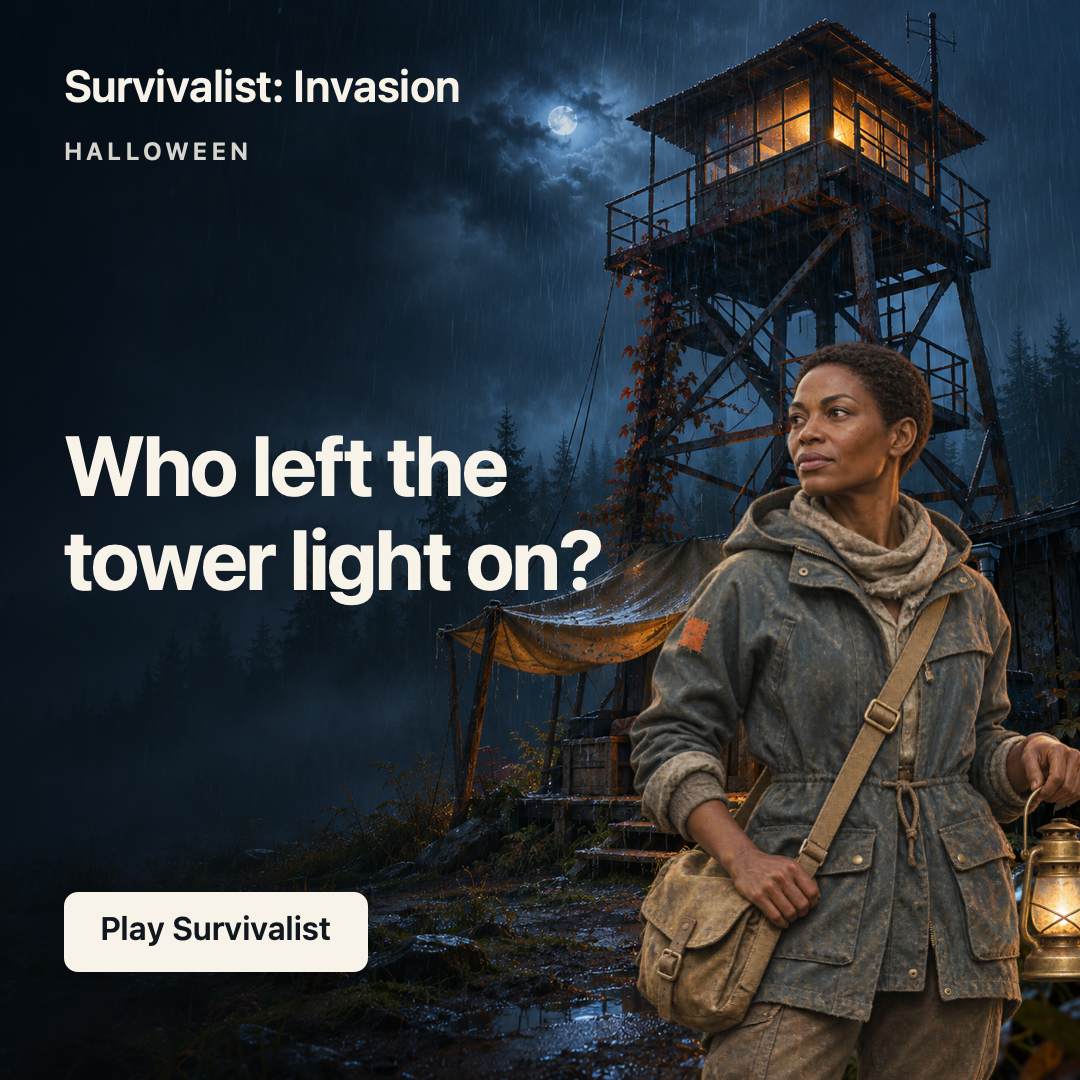 Survivalist: Invasion
HALLOWEEN
Who left the
tower light on?
Play Survivalist